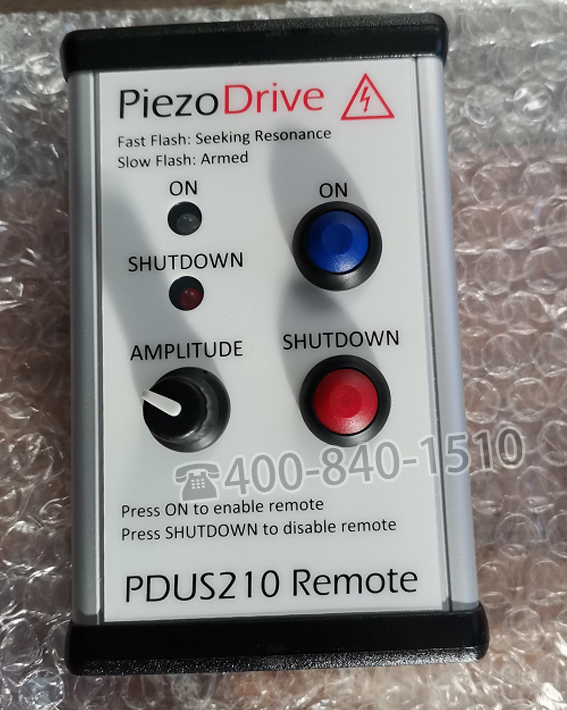 PiezoDrive
Fast Flash: Seeking Resonance
Slow Flash: Armed
ON
ON
SHUTDOWN
AMPLITUDE
SHUTDOWN
400-840-1510
Press ON to enable remote
Press SHUTDOWN to disable remote
PDUS210 Remote